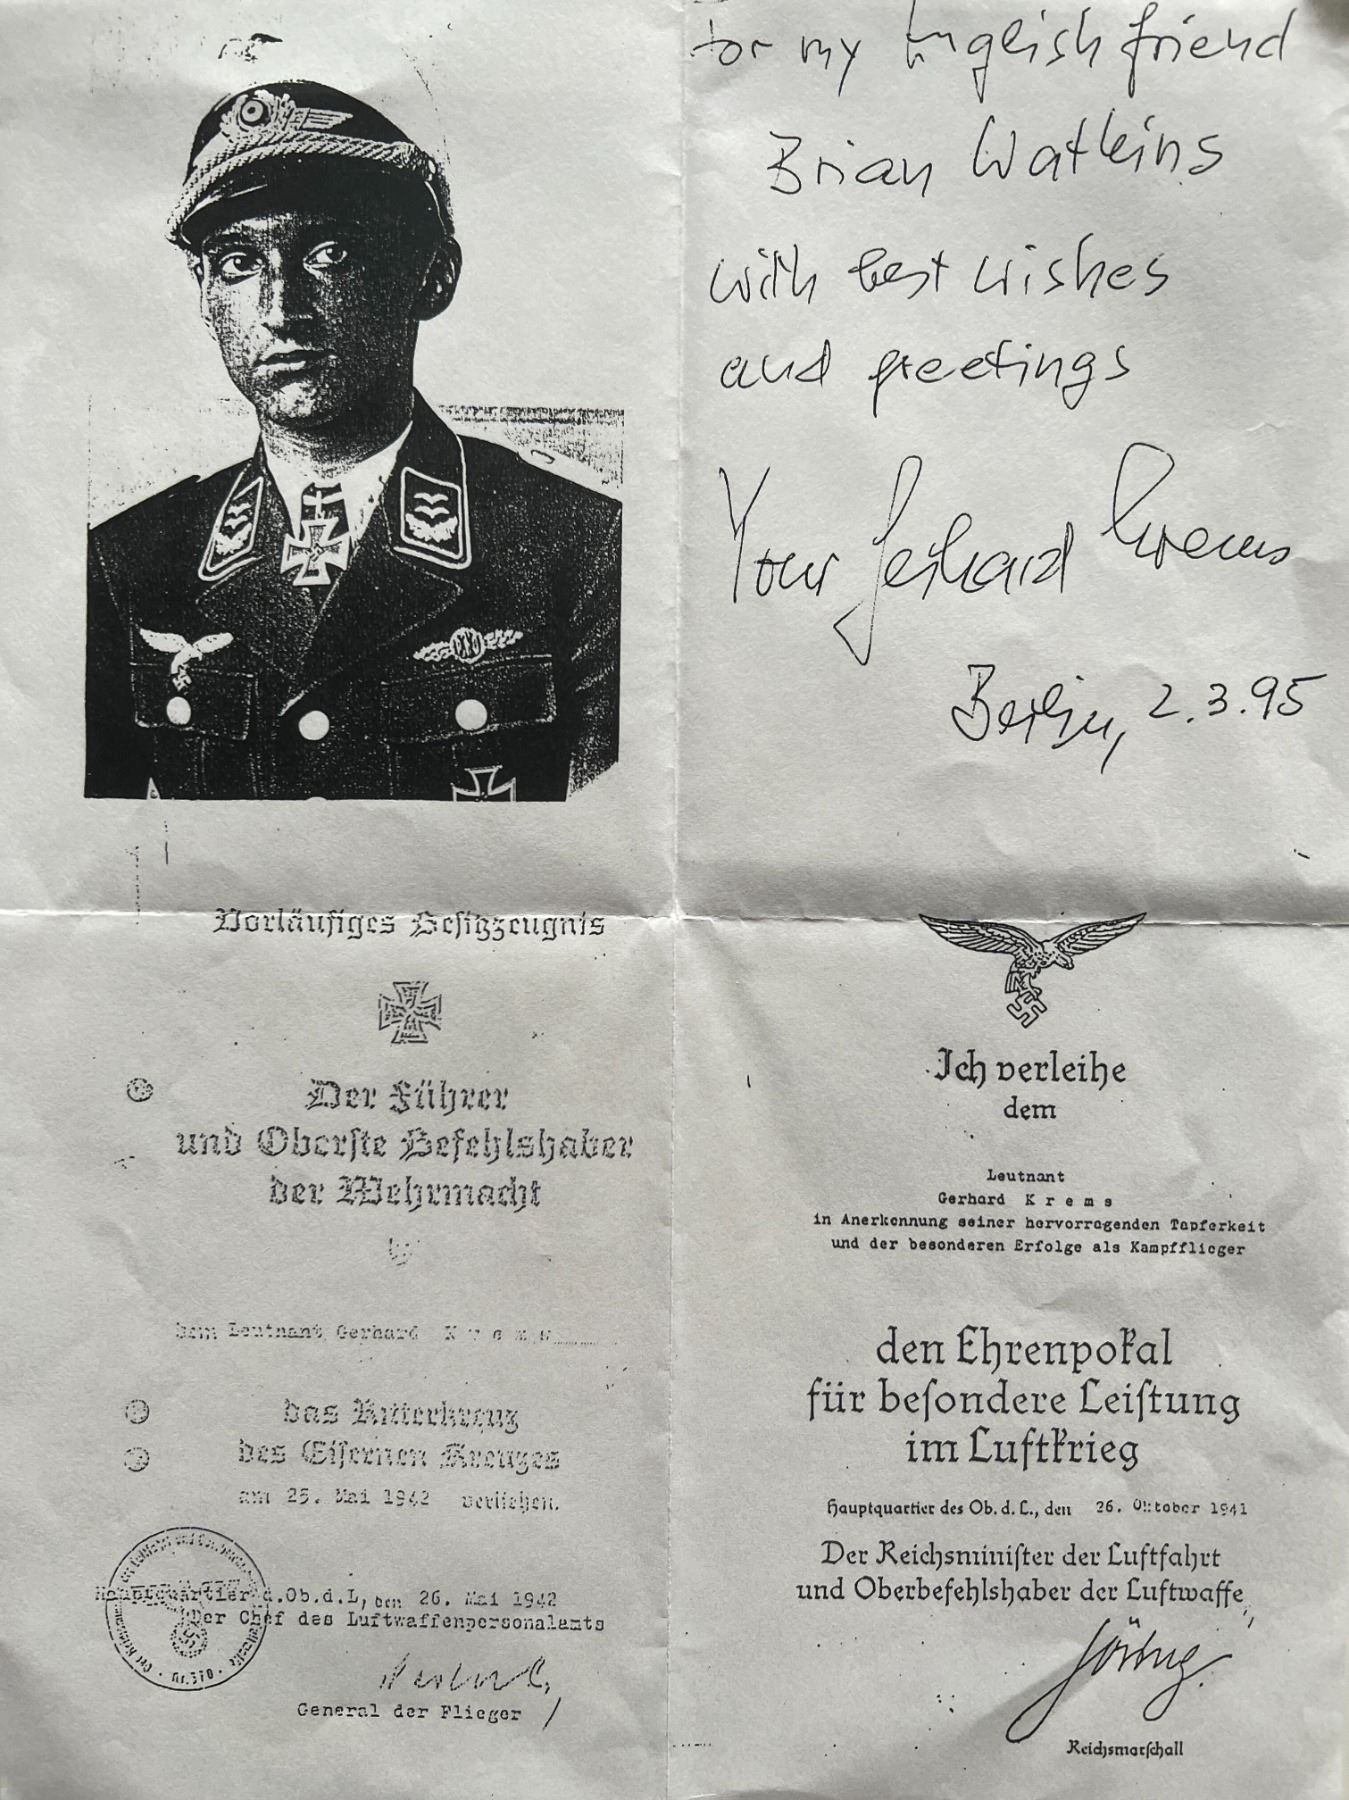 for my English friend
Brian Watkins
with best wishes
and greetings
Your Gerhard Krems
Berlin, 2.3.95
Vorläufiges Besitzzeugnis
Der Führer
und Oberste Befehlshaber
der Wehrmacht
dem Leutnant Gerhard K r e m s
das Ritterkreuz
des Eisernen Kreuzes
am 25. Mai 1942 verliehen.
Hauptquartier d.Ob.d.L, den 26. Mai 1942
Der Chef des Luftwaffenpersonalamts
General der Flieger
Nr.510
Ich verleihe
dem
Leutnant
Gerhard K r e m s
in Anerkennung seiner hervorragenden Tapferkeit
und der besonderen Erfolge als Kampfflieger
den Ehrenpokal
für besondere Leistung
im Luftkrieg
Hauptquartier des Ob. d. L., den 26. Oktober 1941
Der Reichsminister der Luftfahrt
und Oberbefehlshaber der Luftwaffe
Göring
Reichsmarschall